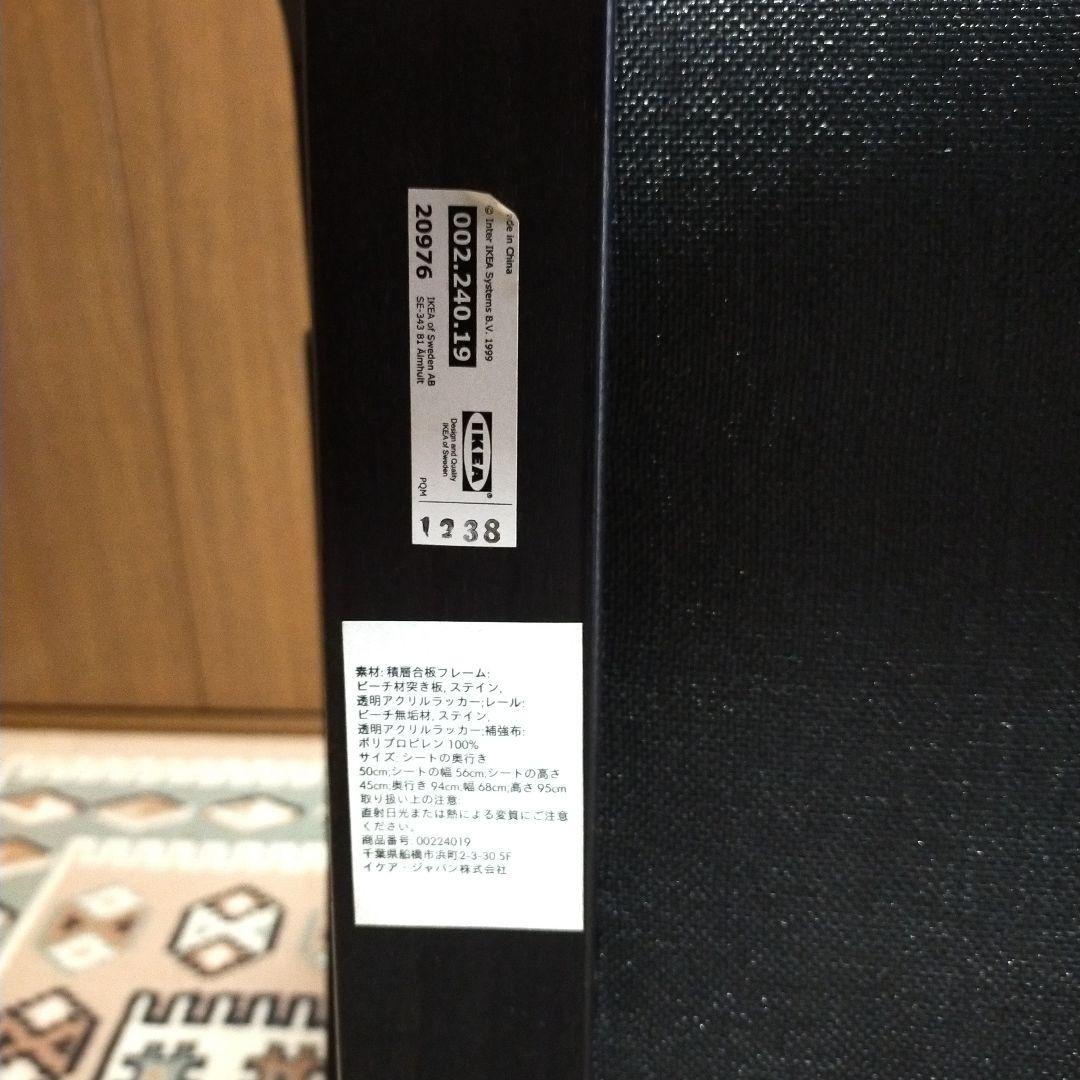 de in China
© Inter IKEA Systems B.V. 1999
002.240.19
20976
IKEA of Sweden AB
SE-343 81 Älmhult
IKEA®
Design and Quality
IKEA of Sweden
PQM
1238
素材: 積層合板フレーム:
ビーチ材突き板, ステイン,
透明アクリルラッカー;レール:
ビーチ無垢材, ステイン,
透明アクリルラッカー;補強布:
ポリプロピレン 100%
サイズ: シートの奥行き
50cm;シートの幅 56cm;シートの高さ
45cm;奥行き 94cm;幅 68cm,高さ 95cm
取り扱い上の注意:
直射日光または熱による変質にご注意
ください。
商品番号: 00224019
千葉県船橋市浜町2-3-30 5F
イケア・ジャパン株式会社